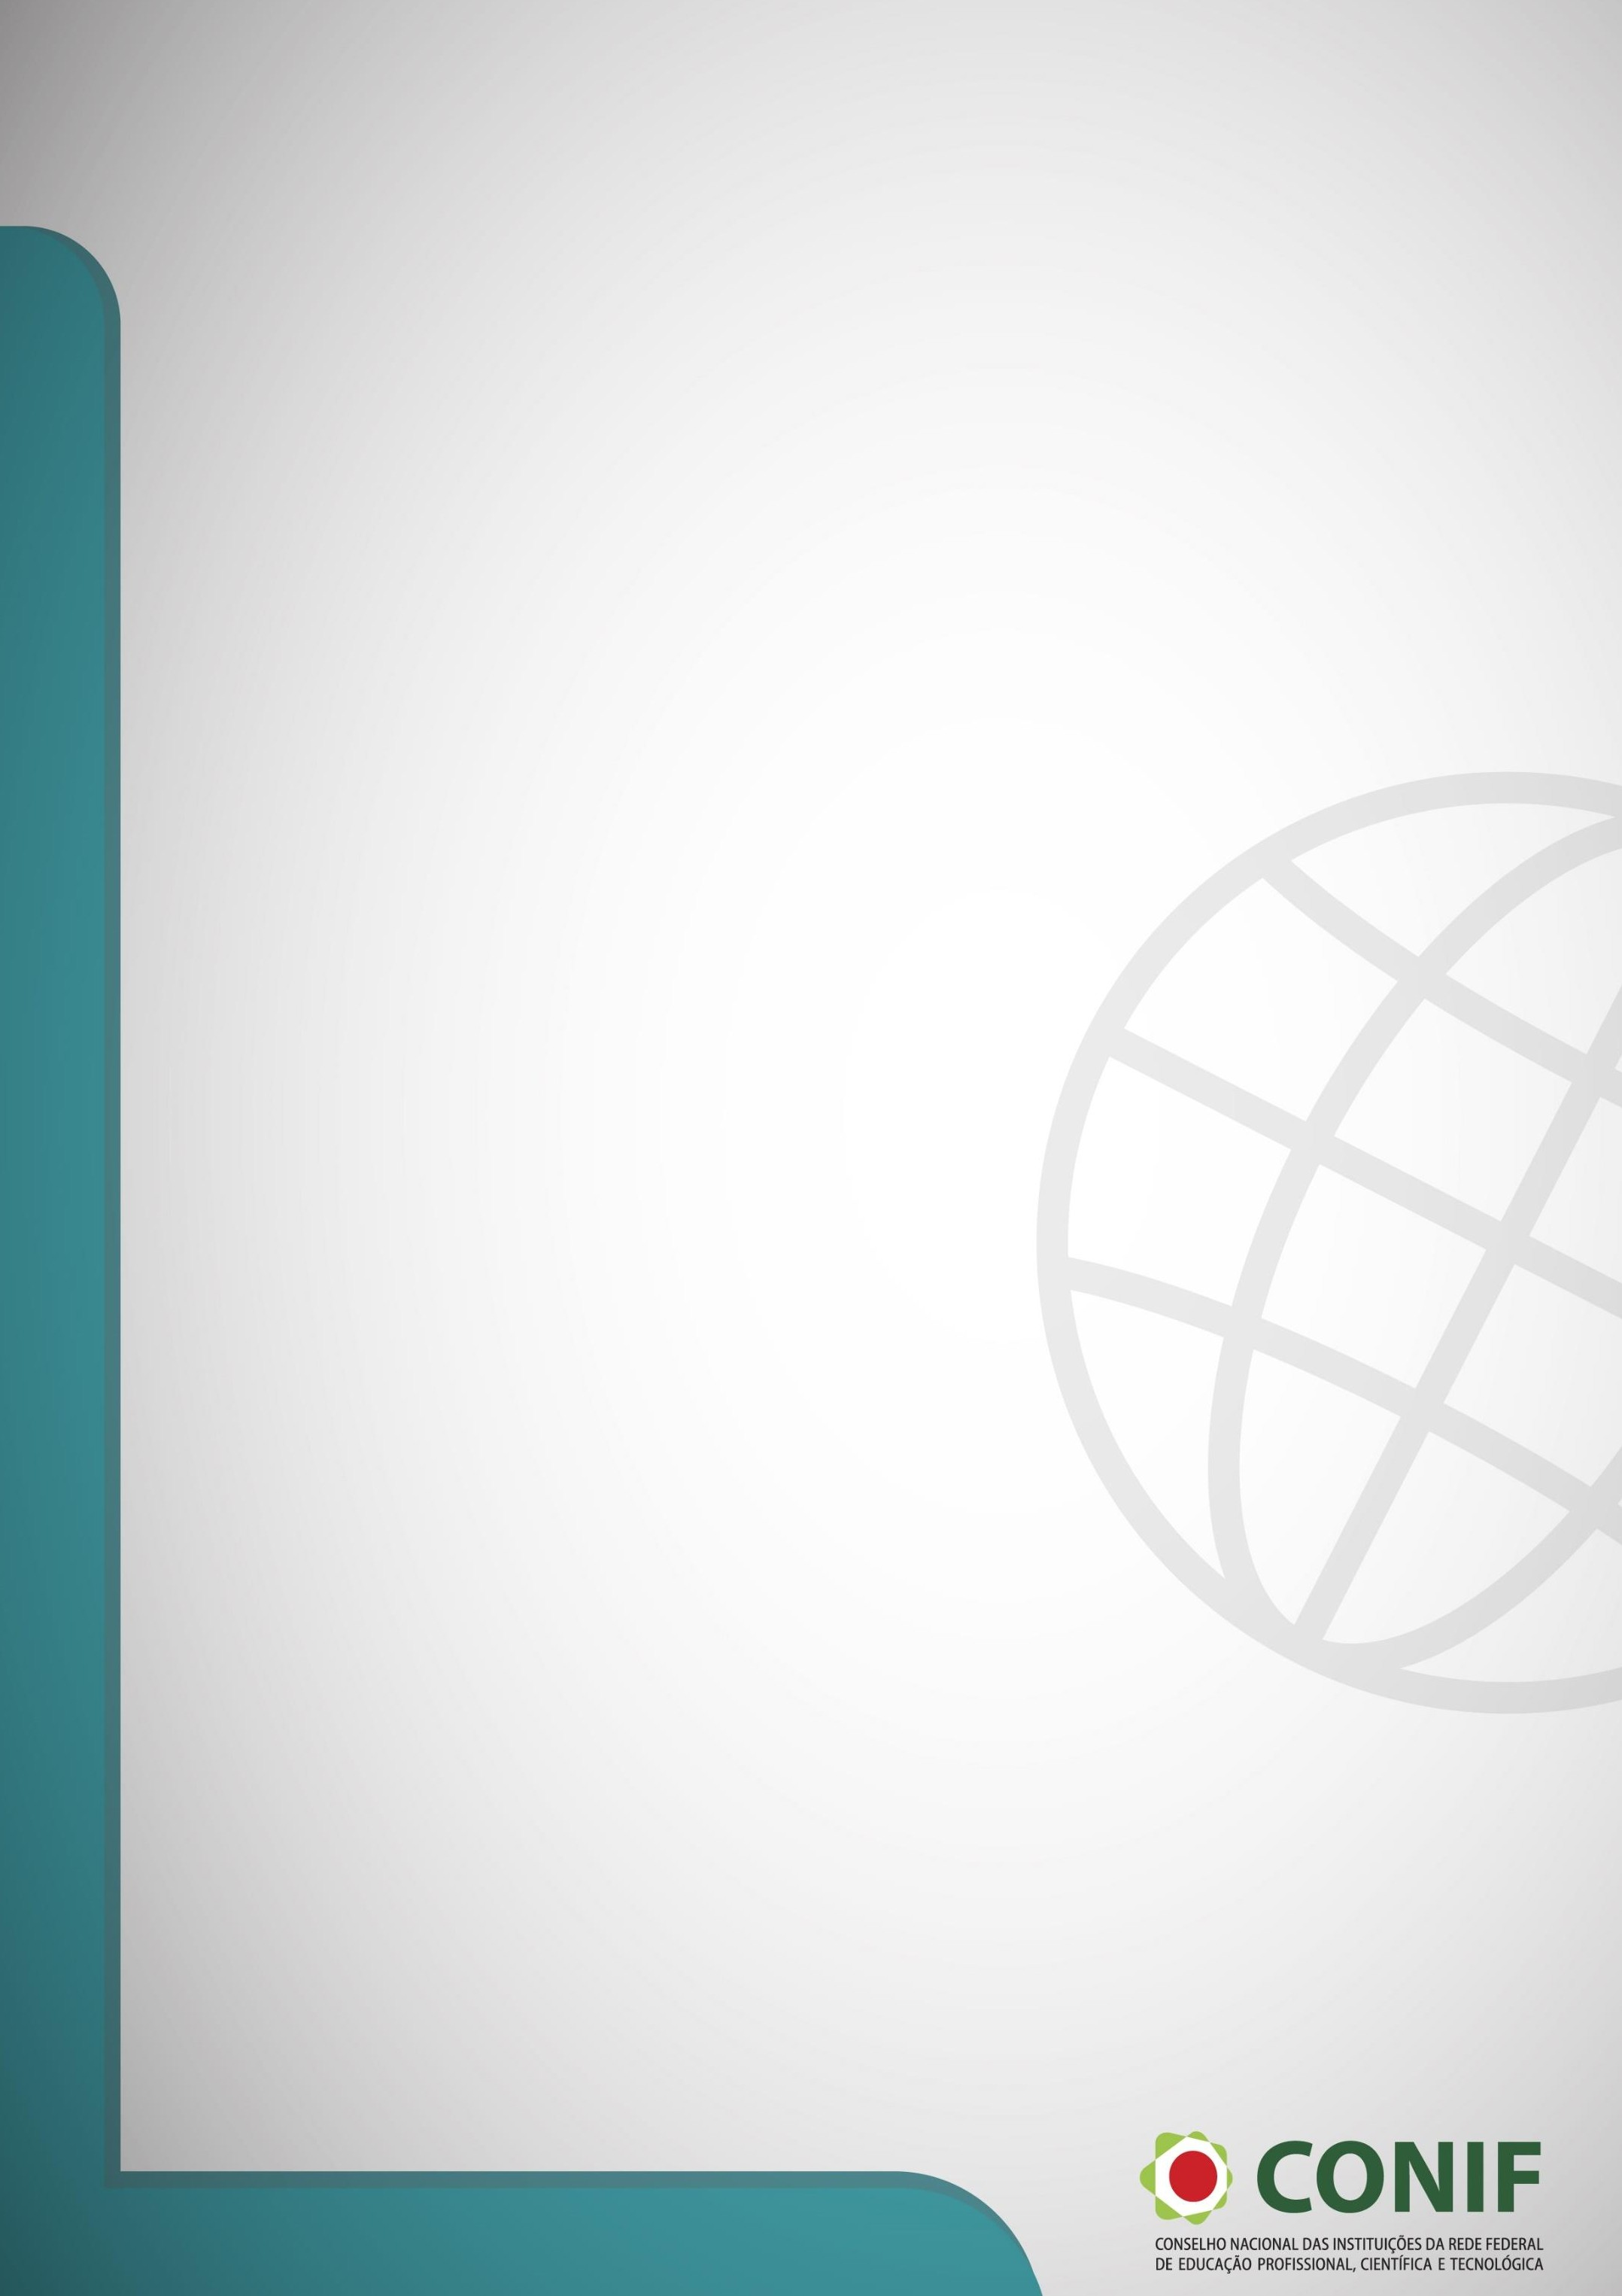 CONIF
CONSELHO NACIONAL DAS INSTITUIÇÕES DA REDE FEDERAL
DE EDUCAÇÃO PROFISSIONAL, CIENTÍFICA E TECNOLÓGICA